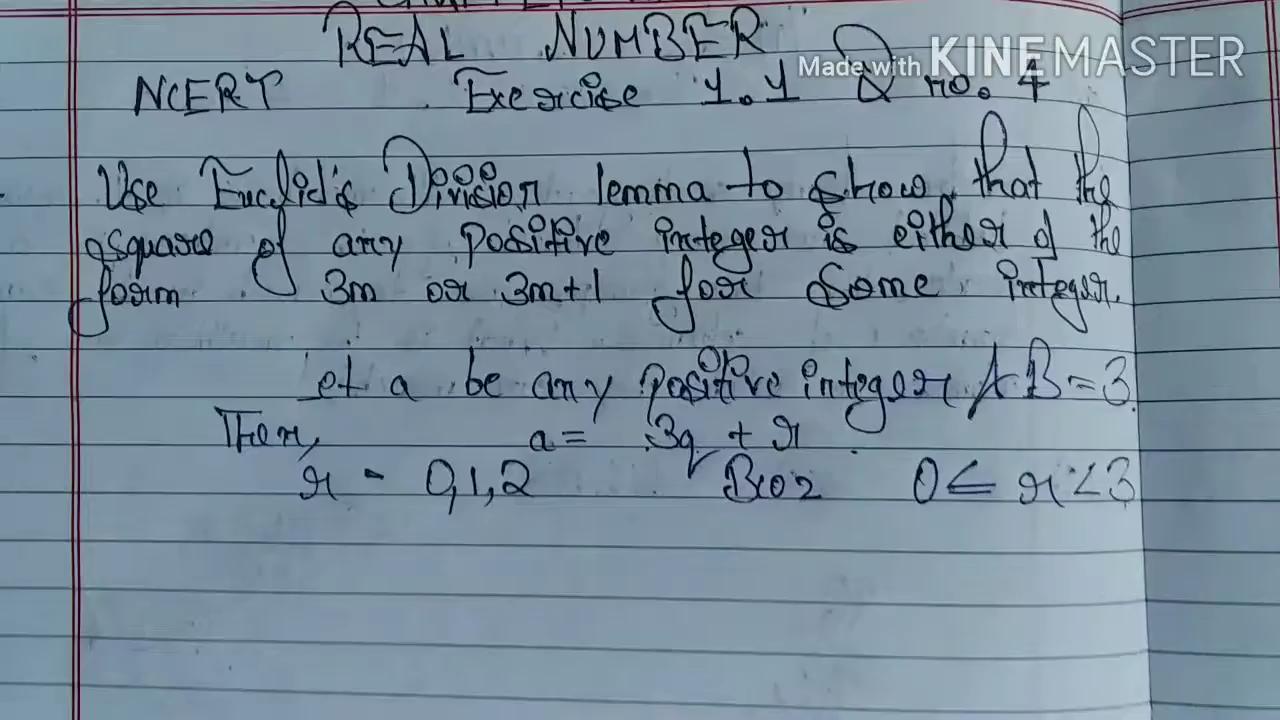 REAL NUMBER
Made with KINEMASTER
NCERT Exercise 1.1 Q no. 4
Use Euclid's Division lemma to show that the
square of any positive integer is either of the
form 3m or 3m+1 for some integer.
et a be any positive integer & B=3
Then, a = 3q + r
r = 0,1,2 Bcoz 0 ≤ r < 3